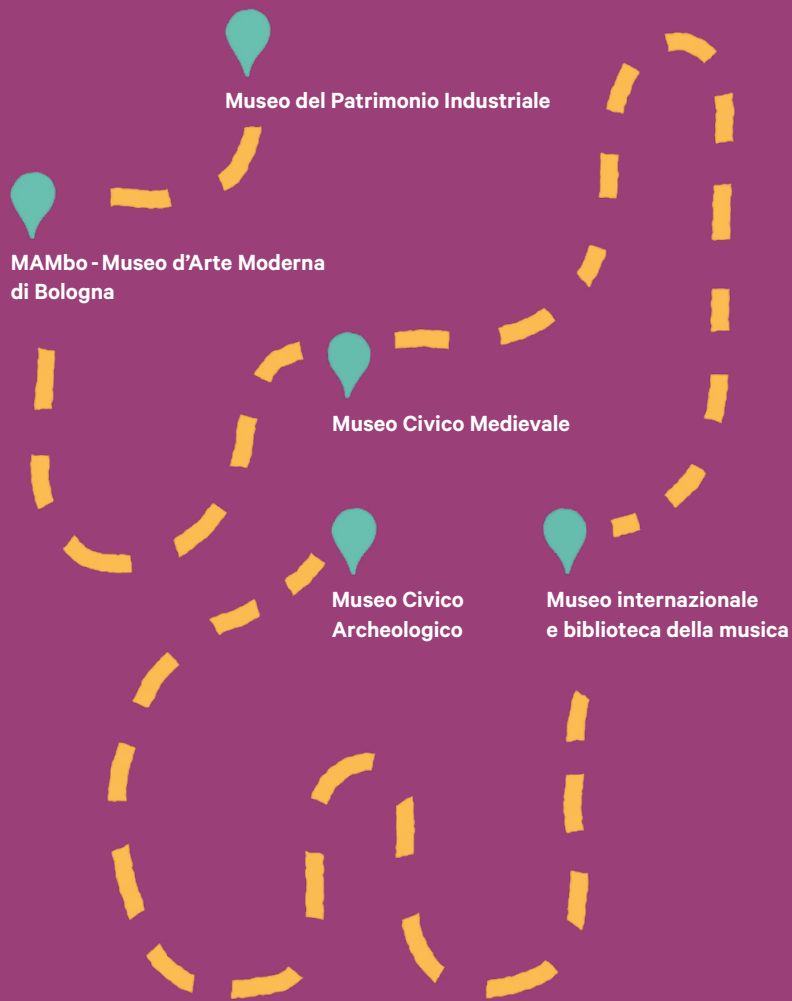 Museo del Patrimonio Industriale
MAMbo - Museo d’Arte Moderna
di Bologna
Museo Civico Medievale
Museo Civico
Archeologico
Museo internazionale
e biblioteca della musica